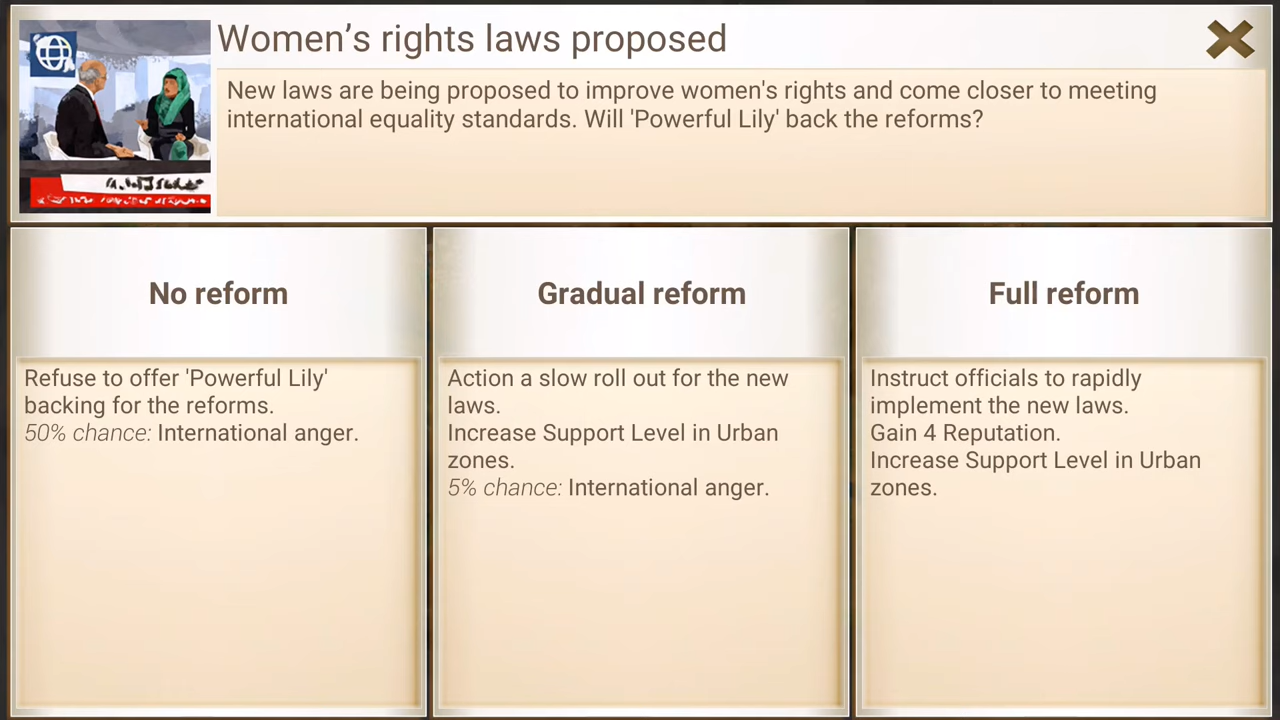 Women’s rights laws proposed
New laws are being proposed to improve women's rights and come closer to meeting
international equality standards. Will 'Powerful Lily' back the reforms?
No reform
Refuse to offer 'Powerful Lily'
backing for the reforms.
50% chance: International anger.
Gradual reform
Action a slow roll out for the new
laws.
Increase Support Level in Urban
zones.
5% chance: International anger.
Full reform
Instruct officials to rapidly
implement the new laws.
Gain 4 Reputation.
Increase Support Level in Urban
zones.